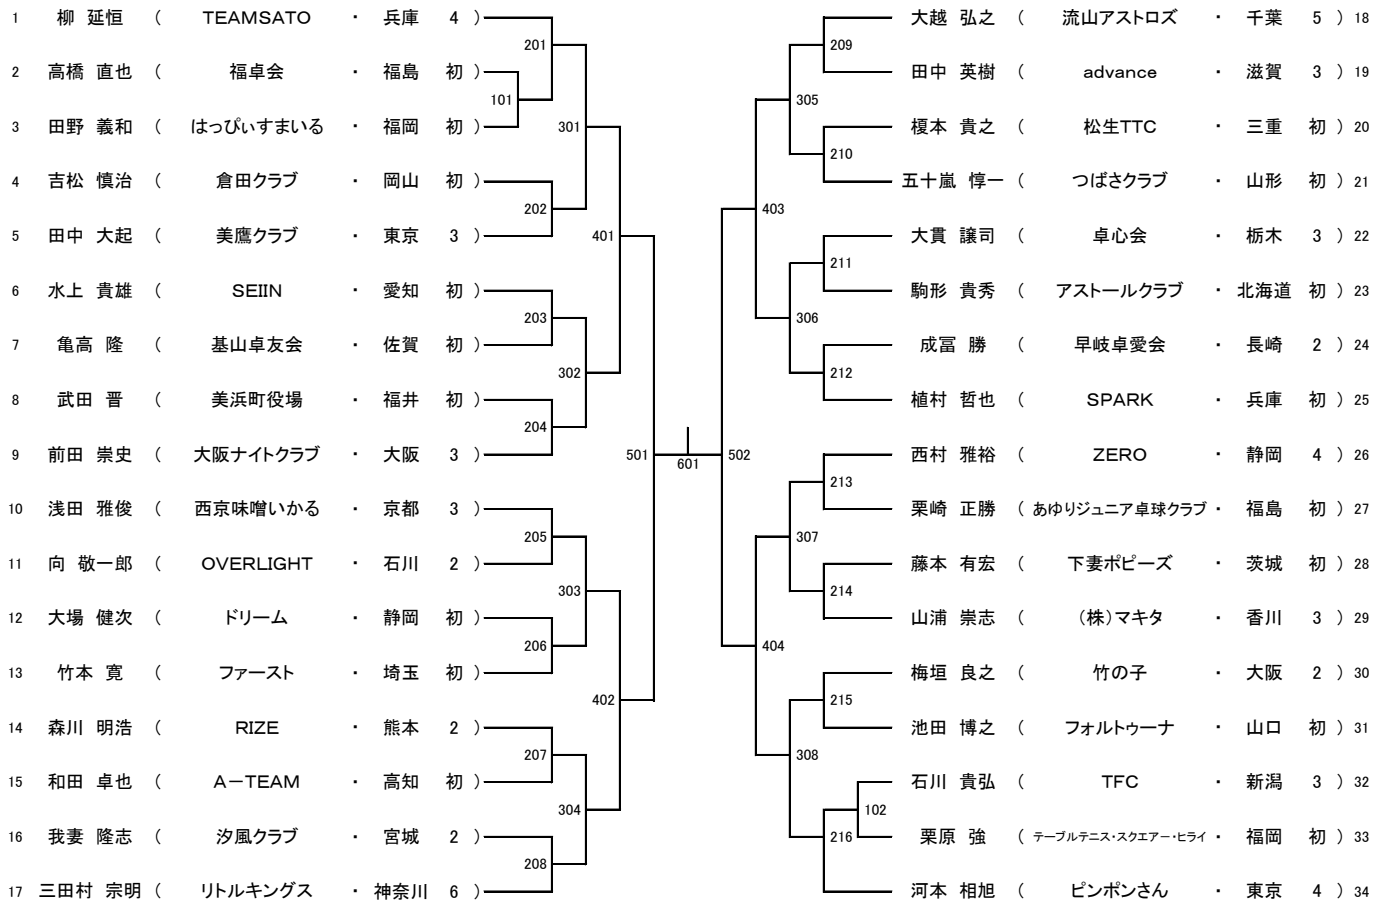 1 柳 延恒 ( TEAMSATO ・ 兵庫 4 )
2 高橋 直也 ( 福卓会 ・ 福島 初 )
3 田野 義和 ( はっぴぃすまいる ・ 福岡 初 )
4 吉松 慎治 ( 倉田クラブ ・ 岡山 初 )
5 田中 大起 ( 美鷹クラブ ・ 東京 3 )
6 水上 貴雄 ( SEIIN ・ 愛知 初 )
7 亀高 隆 ( 基山卓友会 ・ 佐賀 初 )
8 武田 晋 ( 美浜町役場 ・ 福井 初 )
9 前田 崇史 ( 大阪ナイトクラブ ・ 大阪 3 )
10 浅田 雅俊 ( 西京味噌いかる ・ 京都 3 )
11 向 敬一郎 ( OVERLIGHT ・ 石川 2 )
12 大場 健次 ( ドリーム ・ 静岡 初 )
13 竹本 寛 ( ファースト ・ 埼玉 初 )
14 森川 明浩 ( RIZE ・ 熊本 2 )
15 和田 卓也 ( A-TEAM ・ 高知 初 )
16 我妻 隆志 ( 汐風クラブ ・ 宮城 2 )
17 三田村 宗明 ( リトルキングス ・ 神奈川 6 )
101
201
202
203
204
205
206
207
208
301
302
303
304
401
402
501
601
502
403
404
305
306
307
308
209
210
211
212
213
214
215
216
102
大越 弘之 ( 流山アストロズ ・ 千葉 5 ) 18
田中 英樹 ( advance ・ 滋賀 3 ) 19
榎本 貴之 ( 松生TTC ・ 三重 初 ) 20
五十嵐 惇一 ( つばさクラブ ・ 山形 初 ) 21
大貫 譲司 ( 卓心会 ・ 栃木 3 ) 22
駒形 貴秀 ( アストールクラブ ・ 北海道 初 ) 23
成冨 勝 ( 早岐卓愛会 ・ 長崎 2 ) 24
植村 哲也 ( SPARK ・ 兵庫 初 ) 25
西村 雅裕 ( ZERO ・ 静岡 4 ) 26
栗崎 正勝 ( あゆりジュニア卓球クラブ ・ 福島 初 ) 27
藤本 有宏 ( 下妻ポピーズ ・ 茨城 初 ) 28
山浦 崇志 ( (株)マキタ ・ 香川 3 ) 29
梅垣 良之 ( 竹の子 ・ 大阪 2 ) 30
池田 博之 ( フォルトゥーナ ・ 山口 初 ) 31
石川 貴弘 ( TFC ・ 新潟 3 ) 32
栗原 強 ( テーブルテニス・スクエアー・ヒライ ・ 福岡 初 ) 33
河本 相旭 ( ピンポンさん ・ 東京 4 ) 34